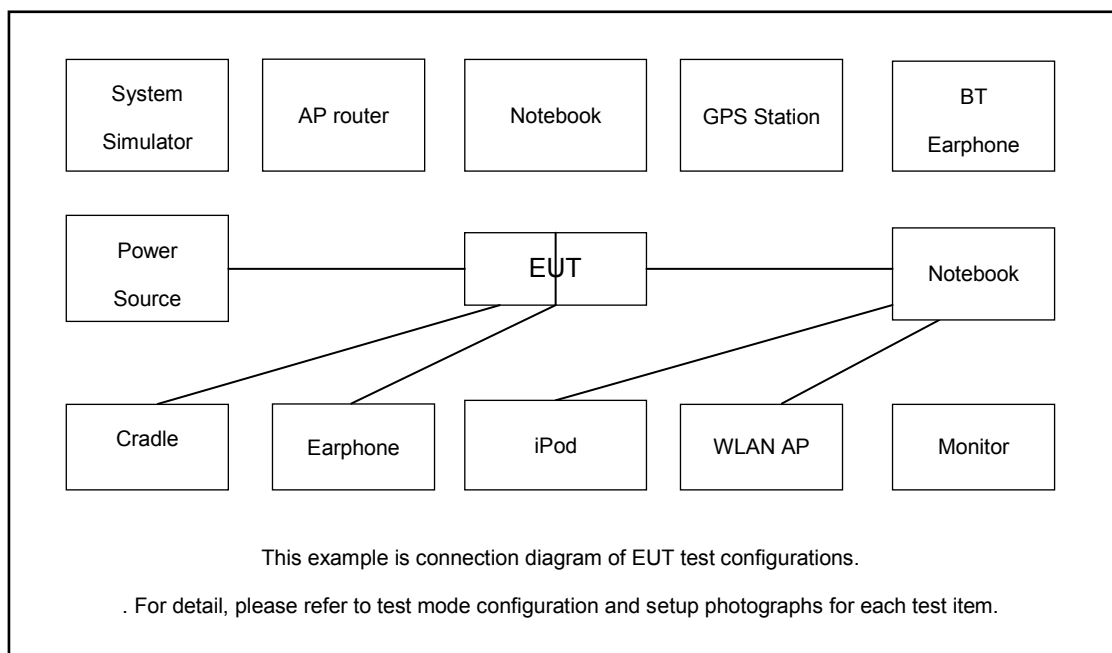 System
Simulator
AP router
Notebook
GPS Station
BT
Earphone
Power
Source
EUT
Notebook
Cradle
Earphone
iPod
WLAN AP
Monitor
This example is connection diagram of EUT test configurations.
. For detail, please refer to test mode configuration and setup photographs for each test item.